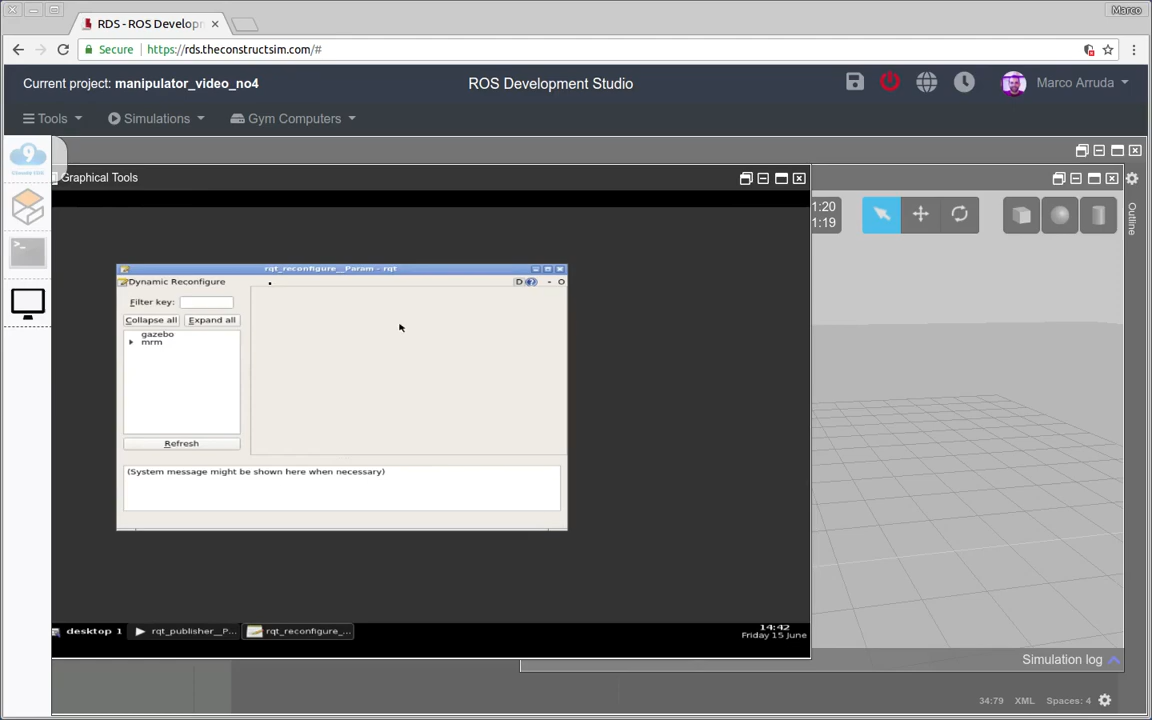 Marco
RDS - ROS Develop
Secure
https://rds.theconstructsim.com/#
Current project: manipulator_video_no4
ROS Development Studio
Marco Arruda
Tools
Simulations
Gym Computers
Graphical Tools
1:20
1:19
Outline
rqt_reconfigure__Param - rqt
Dynamic Reconfigure
D
- O
Filter key:
Collapse all
Expand all
gazebo
mrm
Refresh
(System message might be shown here when necessary)
desktop 1
rqt_publisher__P...
rqt_reconfigure_...
14:42
Friday 15 June
Simulation log
34:79
XML
Spaces: 4